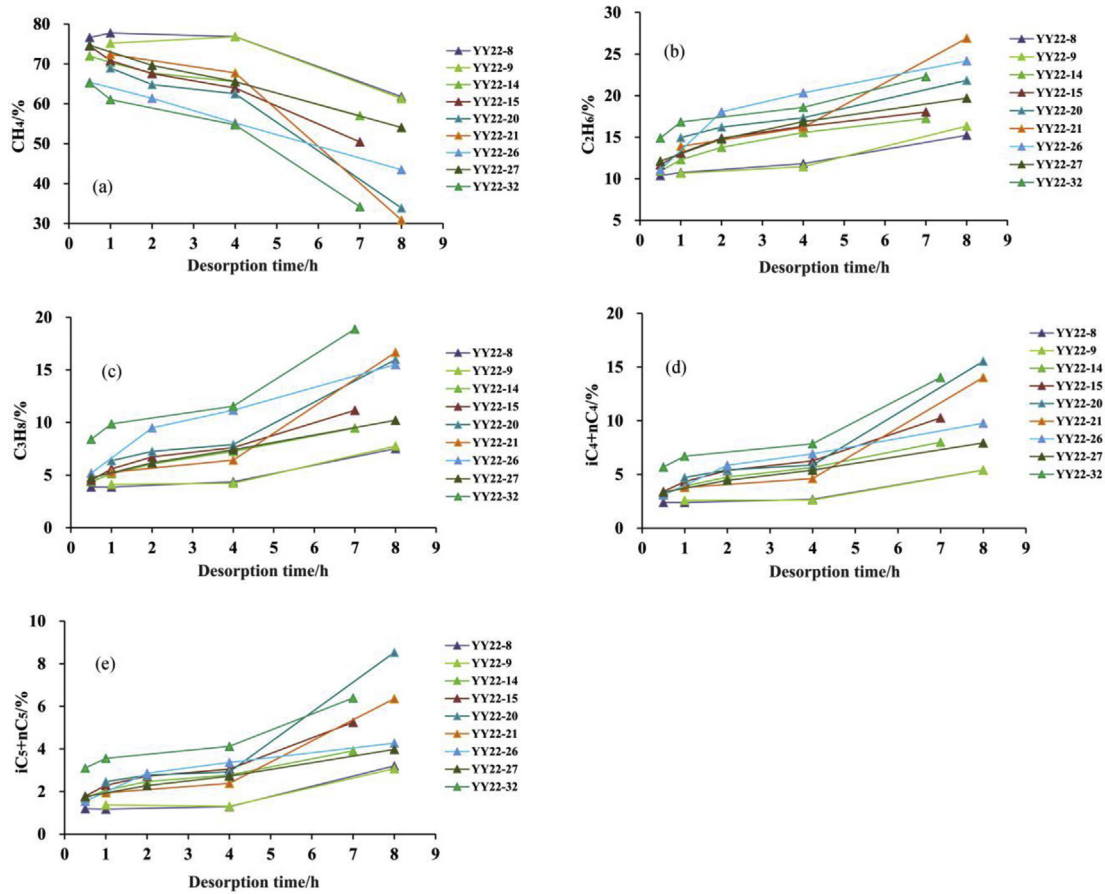 (a)
CH₄/%
80
70
60
50
40
30
0 1 2 3 4 5 6 7 8 9
Desorption time/h
YY22-8
YY22-9
YY22-14
YY22-15
YY22-20
YY22-21
YY22-26
YY22-27
YY22-32
(b)
C₂H₆/%
30
25
20
15
10
5
0 1 2 3 4 5 6 7 8 9
Desorption time/h
YY22-8
YY22-9
YY22-14
YY22-15
YY22-20
YY22-21
YY22-26
YY22-27
YY22-32
(c)
C₃H₈/%
20
15
10
5
0
0 1 2 3 4 5 6 7 8 9
Desorption time/h
YY22-8
YY22-9
YY22-14
YY22-15
YY22-20
YY22-21
YY22-26
YY22-27
YY22-32
(d)
iC₄+nC₄/%
20
15
10
5
0
0 1 2 3 4 5 6 7 8 9
Desorption time/h
YY22-8
YY22-9
YY22-14
YY22-15
YY22-20
YY22-21
YY22-26
YY22-27
YY22-32
(e)
iC₅+nC₅/%
10
8
6
4
2
0
0 1 2 3 4 5 6 7 8 9
Desorption time/h
YY22-8
YY22-9
YY22-14
YY22-15
YY22-20
YY22-21
YY22-26
YY22-27
YY22-32